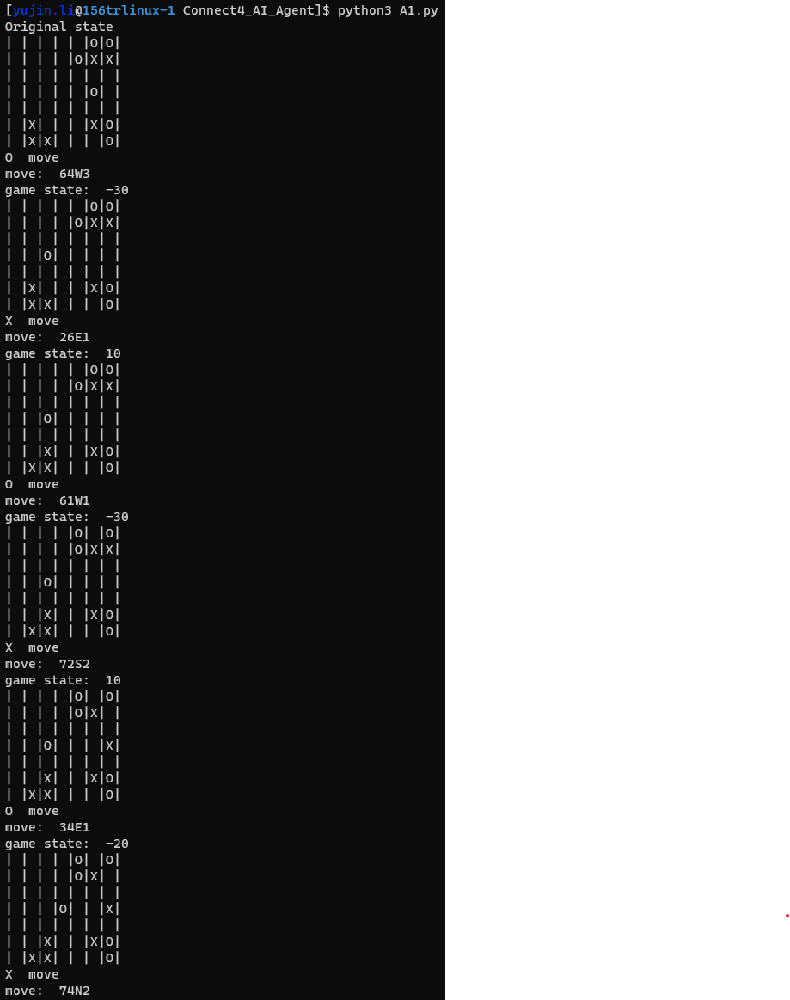 [yujin.li@156trlinux-1 Connect4_AI_Agent]$ python3 A1.py
Original state
| | | | | |o|o|
| | | | |o|x|x|
| | | | | | | |
| | | | | |o| |
| | | | | | | |
| |x| | | |x|o|
| |x|x| | | |o|
O  move
move:  64W3
game state:  -30
| | | | | |o|o|
| | | | |o|x|x|
| | | | | | | |
| | |o| | | | |
| | | | | | | |
| |x| | | |x|o|
| |x|x| | | |o|
X  move
move:  26E1
game state:  10
| | | | | |o|o|
| | | | |o|x|x|
| | | | | | | |
| | |o| | | | |
| | | | | | | |
| | |x| | |x|o|
| |x|x| | | |o|
O  move
move:  61W1
game state:  -30
| | | | |o| |o|
| | | | |o|x|x|
| | | | | | | |
| | |o| | | | |
| | | | | | | |
| | |x| | |x|o|
| |x|x| | | |o|
X  move
move:  72S2
game state:  10
| | | | |o| |o|
| | | | |o|x| |
| | | | | | | |
| | |o| | | |x|
| | | | | | | |
| | |x| | |x|o|
| |x|x| | | |o|
O  move
move:  34E1
game state:  -20
| | | | |o| |o|
| | | | |o|x| |
| | | | | | | |
| | | |o| | |x|
| | | | | | | |
| | |x| | |x|o|
| |x|x| | | |o|
X  move
move:  74N2